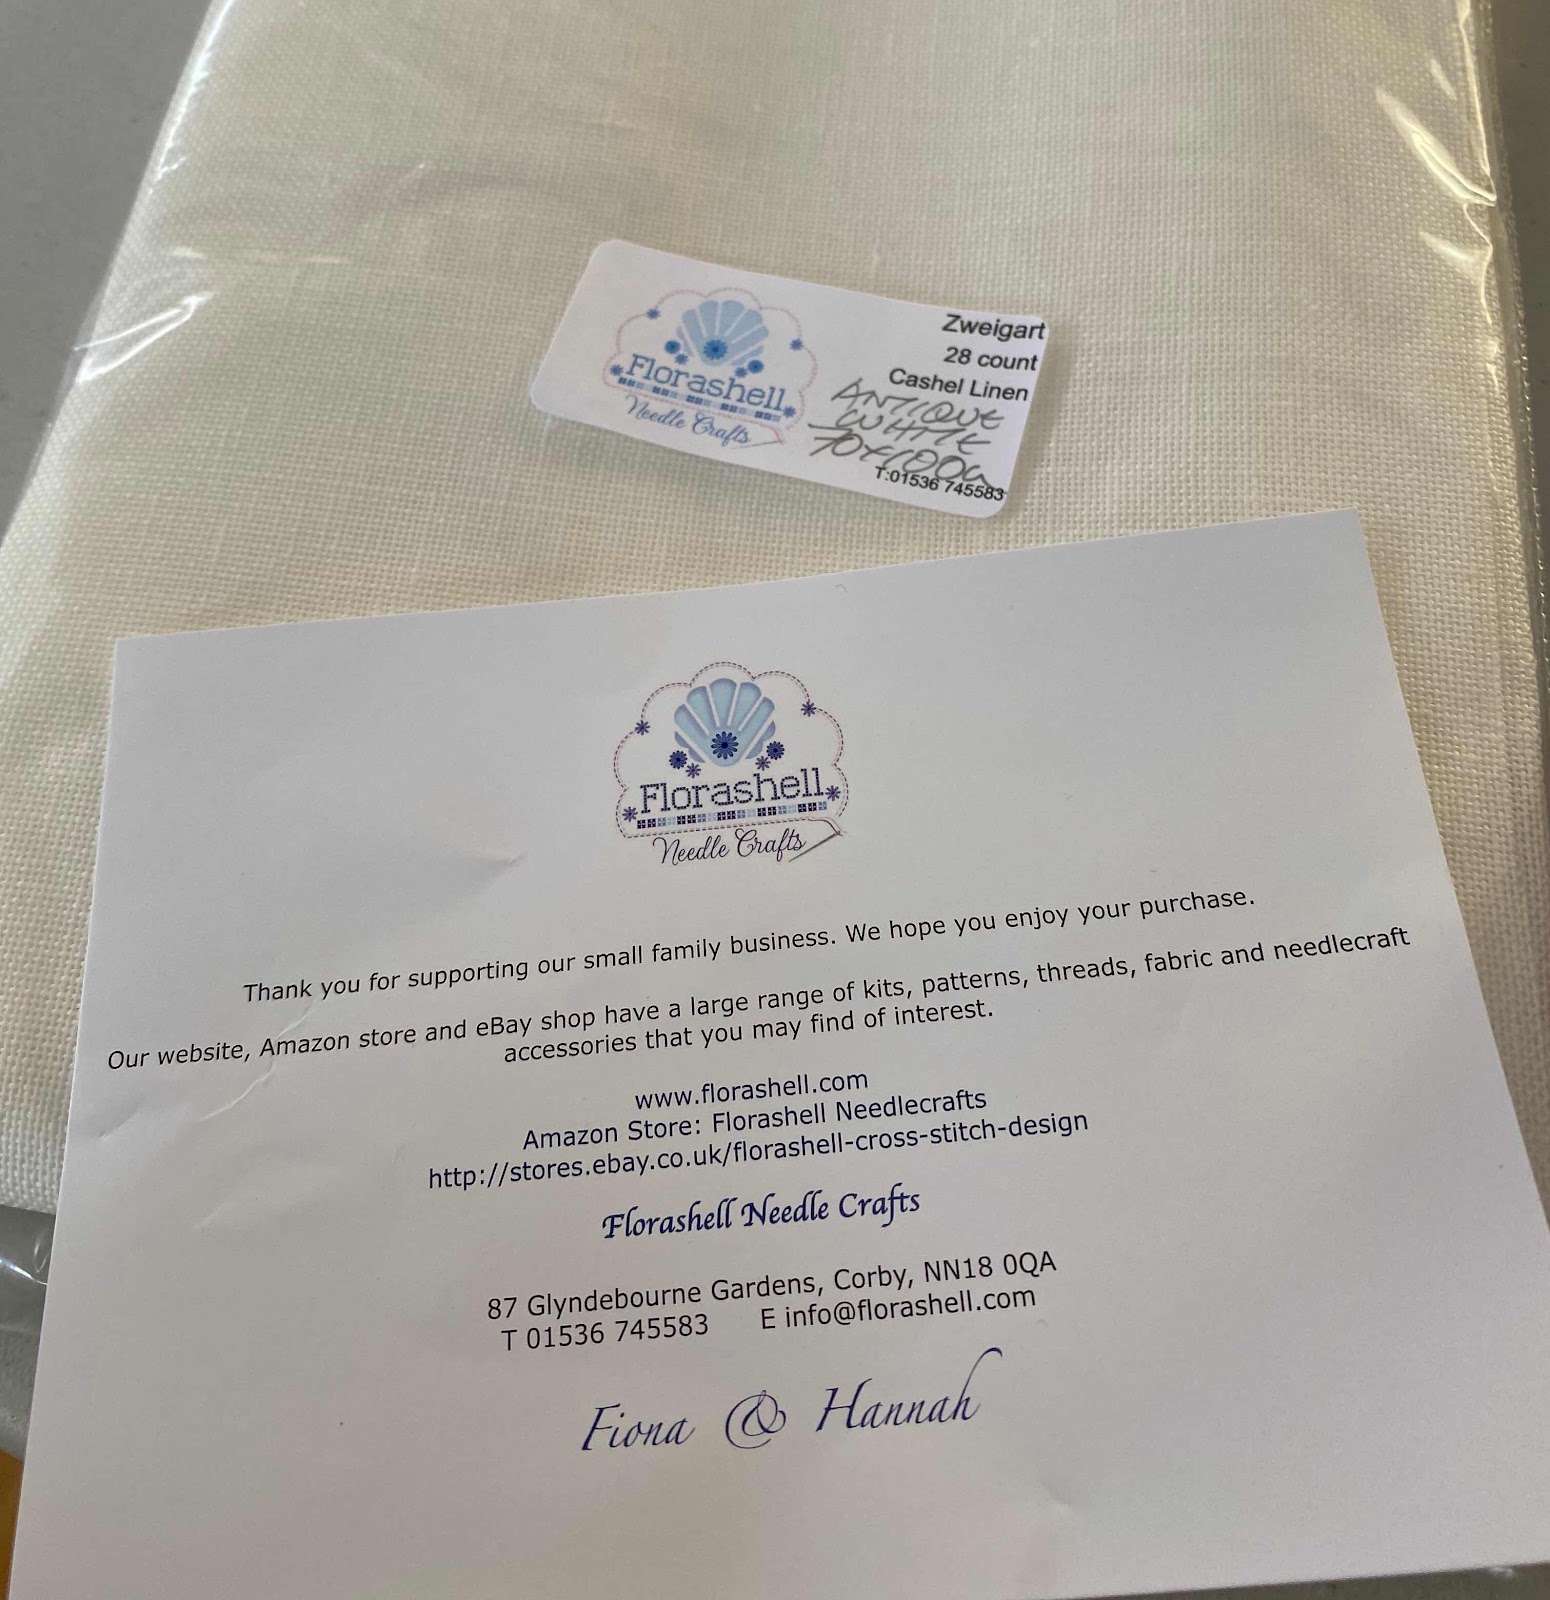 Florashell
Needle Crafts
Zweigart
28 count
Cashel Linen
ANTIQUE
WHITE
T:01536 745583
Florashell
Needle Crafts
Thank you for supporting our small family business. We hope you enjoy your purchase.
Our website, Amazon store and eBay shop have a large range of kits, patterns, threads, fabric and needlecraft
accessories that you may find of interest.
www.florashell.com
Amazon Store: Florashell Needlecrafts
http://stores.ebay.co.uk/florashell-cross-stitch-design
Florashell Needle Crafts
87 Glyndebourne Gardens, Corby, NN18 0QA
T 01536 745583 E info@florashell.com
Fiona & Hannah